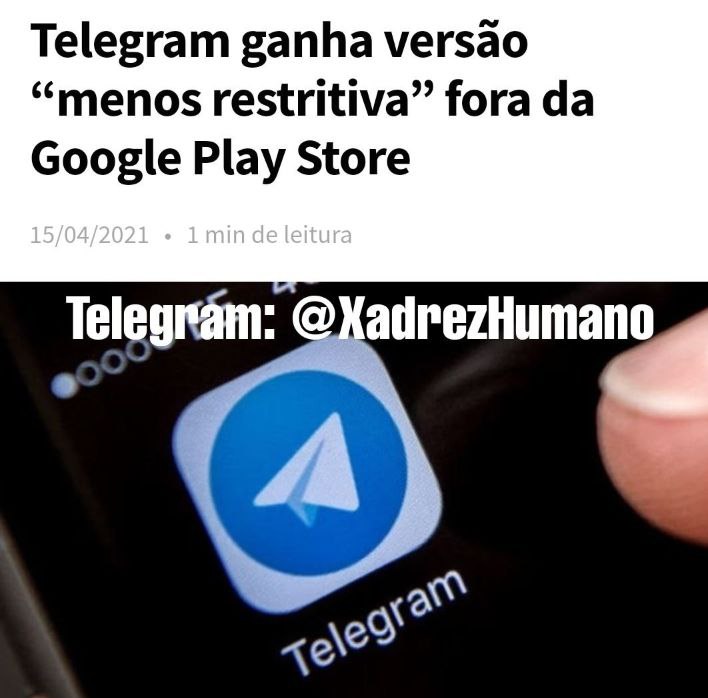 Telegram ganha versão
“menos restritiva” fora da
Google Play Store
15/04/2021 • 1 min de leitura
Telegram: @XadrezHumano
Telegram